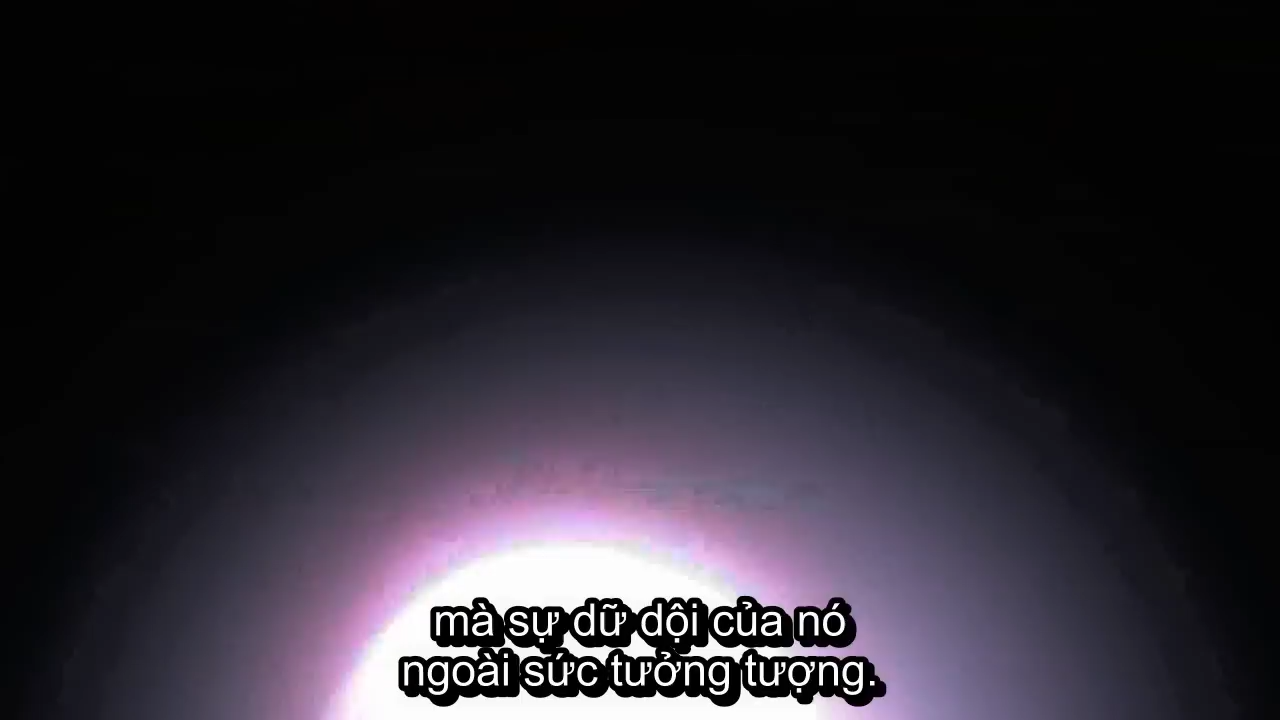 mà sự dữ dội của nó
ngoài sức tưởng tượng.